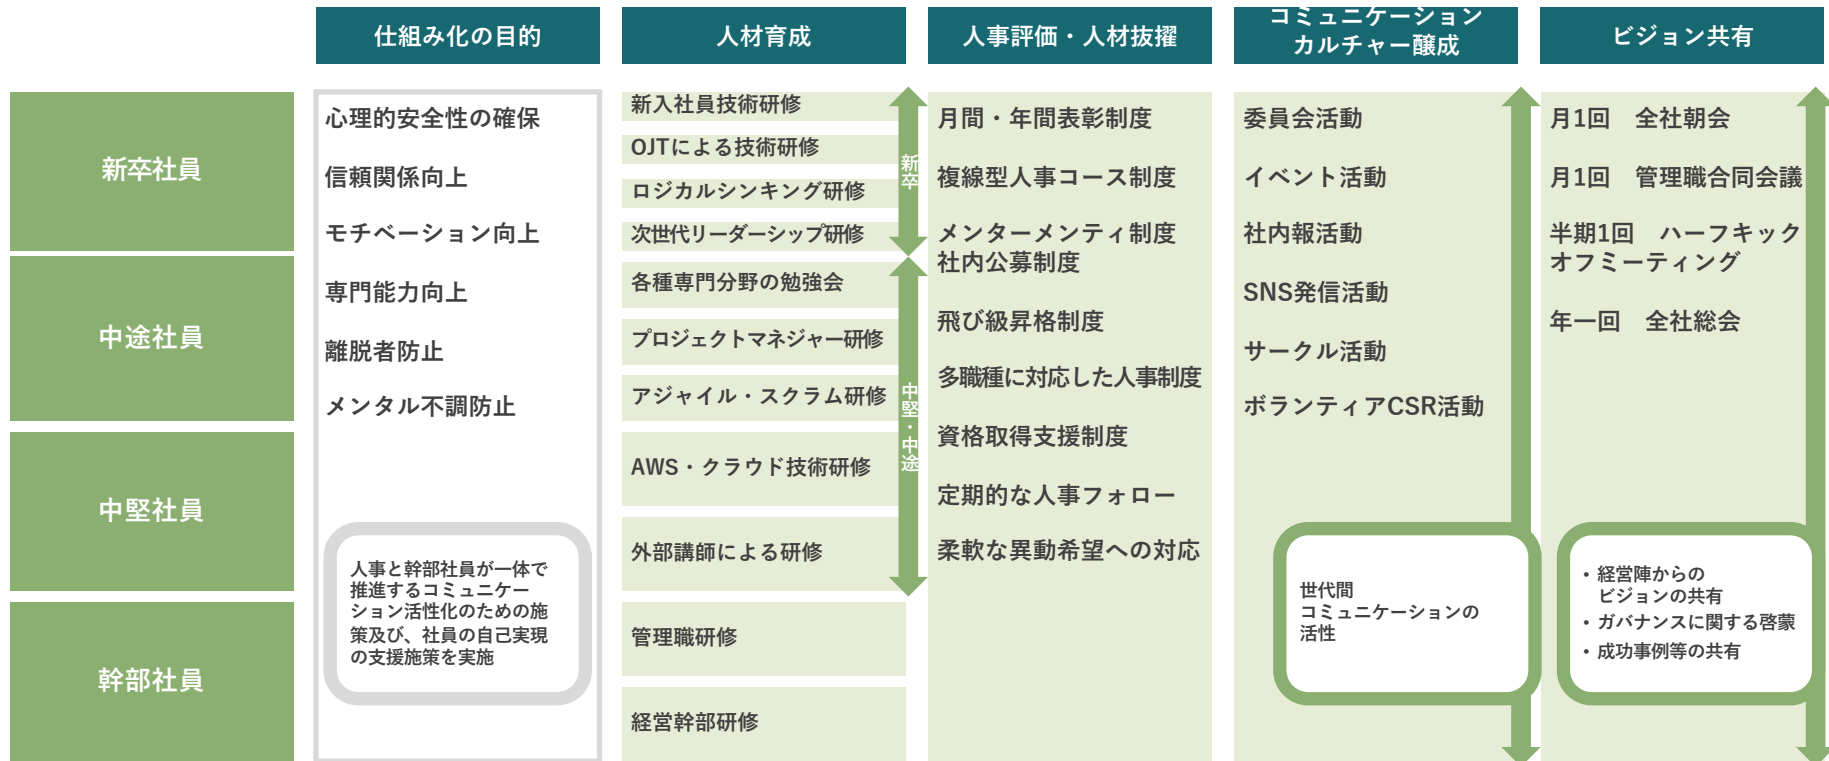 仕組み化の目的
人材育成
人事評価・人材抜擢
コミュニケーション
カルチャー醸成
ビジョン共有
新卒社員
中途社員
中堅社員
幹部社員
心理的安全性の確保
信頼関係向上
モチベーション向上
専門能力向上
離脱者防止
メンタル不調防止
人事と幹部社員が一体で
推進するコミュニケー
ション活性化のための施
策及び、社員の自己実現
の支援施策を実施
新入社員技術研修
OJTによる技術研修
ロジカルシンキング研修
次世代リーダーシップ研修
各種専門分野の勉強会
プロジェクトマネジャー研修
アジャイル・スクラム研修
AWS・クラウド技術研修
外部講師による研修
管理職研修
経営幹部研修
新卒
中堅・中途
月間・年間表彰制度
複線型人事コース制度
メンターメンティ制度
社内公募制度
飛び級昇格制度
多職種に対応した人事制度
資格取得支援制度
定期的な人事フォロー
柔軟な異動希望への対応
委員会活動
イベント活動
社内報活動
SNS発信活動
サークル活動
ボランティアCSR活動
世代間
コミュニケーションの
活性
月1回　全社朝会
月1回　管理職合同会議
半期1回　ハーフキック
オフミーティング
年一回　全社総会
・経営陣からの
ビジョンの共有
・ガバナンスに関する啓蒙
・成功事例等の共有